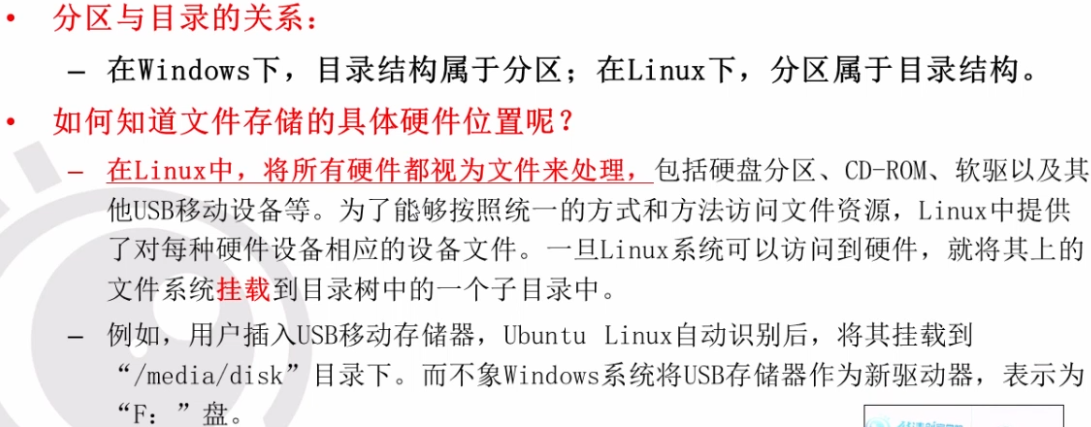 • 分区与目录的关系：
– 在Windows下，目录结构属于分区；在Linux下，分区属于目录结构。
• 如何知道文件存储的具体硬件位置呢？
– 在Linux中，将所有硬件都视为文件来处理，包括硬盘分区、CD-ROM、软驱以及其
他USB移动设备等。为了能够按照统一的方式和方法访问文件资源，Linux中提供
了对每种硬件设备相应的设备文件。一旦Linux系统可以访问到硬件，就将其上的
文件系统挂载到目录树中的一个子目录中。
– 例如，用户插入USB移动存储器，Ubuntu Linux自动识别后，将其挂载到
“/media/disk”目录下。而不象Windows系统将USB存储器作为新驱动器，表示为
“F：”盘。